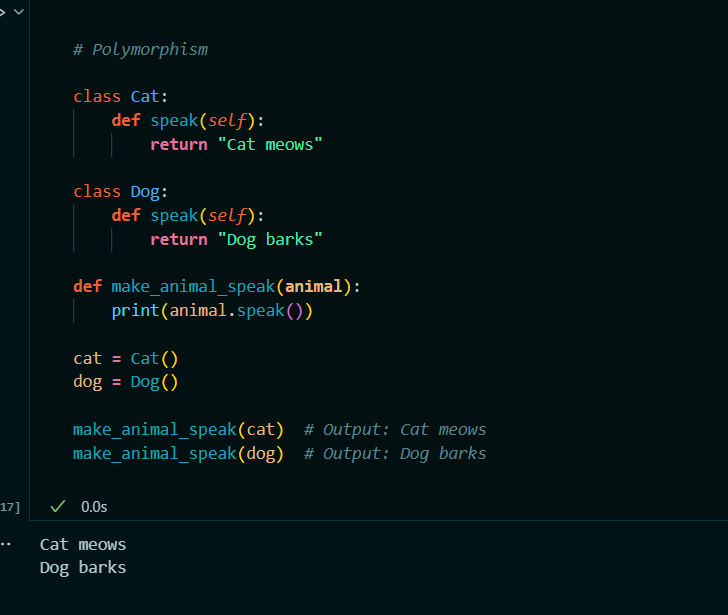 # Polymorphism
class Cat:
    def speak(self):
        return "Cat meows"
class Dog:
    def speak(self):
        return "Dog barks"
def make_animal_speak(animal):
    print(animal.speak())
cat = Cat()
dog = Dog()
make_animal_speak(cat)  # Output: Cat meows
make_animal_speak(dog)  # Output: Dog barks
17] 0.0s
Cat meows
Dog barks